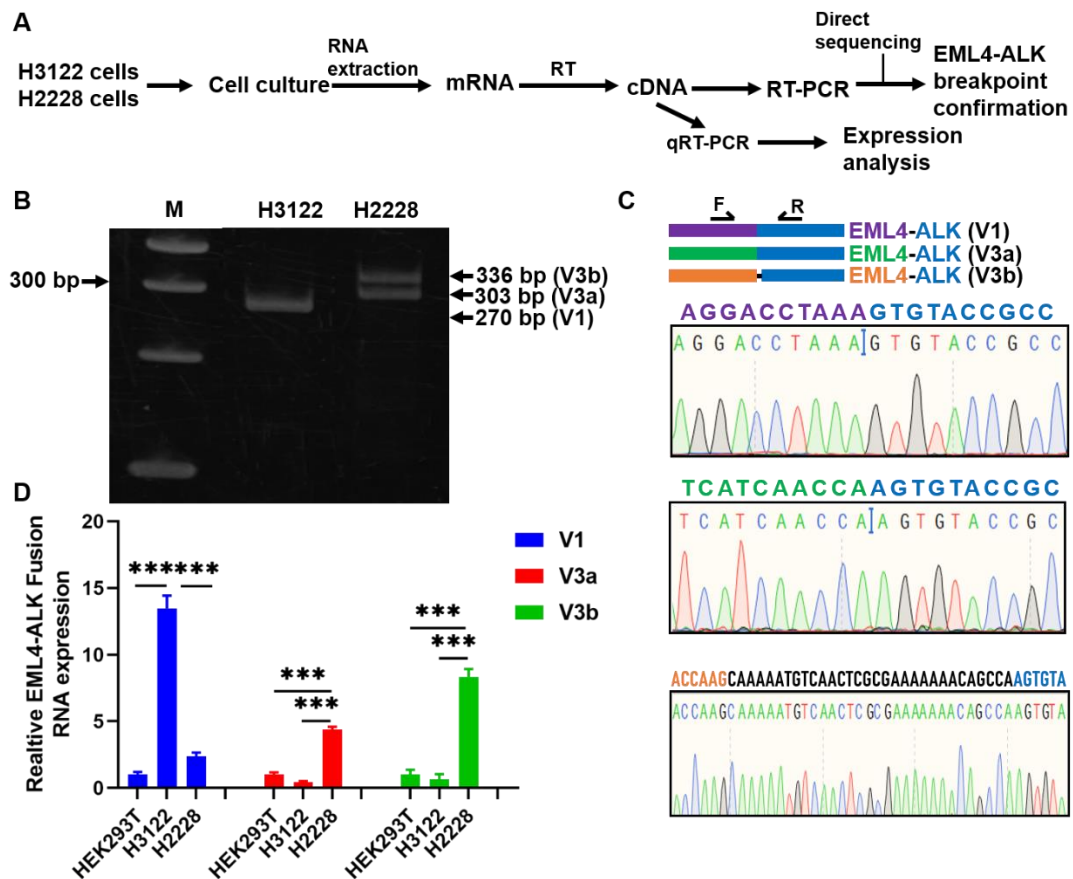 A
H3122 cells
H2228 cells
Cell culture
RNA
extraction
mRNA
RT
cDNA
RT-PCR
Direct
sequencing
EML4-ALK
breakpoint
confirmation
qRT-PCR
Expression
analysis
B
M
H3122
H2228
300 bp
336 bp (V3b)
303 bp (V3a)
270 bp (V1)
C
F
R
EML4-ALK (V1)
EML4-ALK (V3a)
EML4-ALK (V3b)
AGGACCTAAAGTGTACCGCC
AGGACCTAAAGTGTACCGCC
TCATCAACCAAGTGTACCGC
TCATCAACCAAGTGTACCGC
ACCAAGCAAAAATGTCAACTCGCGAAAAAAACAGCCAAGTGTA
ACCAAGCAAAAATGTCAACTCGCGAAAAAAACAGCCAAGTGTA
D
Realtive EML4-ALK Fusion
RNA expression
20
15
10
5
0
******
***
***
***
***
V1
V3a
V3b
HEK293T
H3122
H2228
HEK293T
H3122
H2228
HEK293T
H3122
H2228